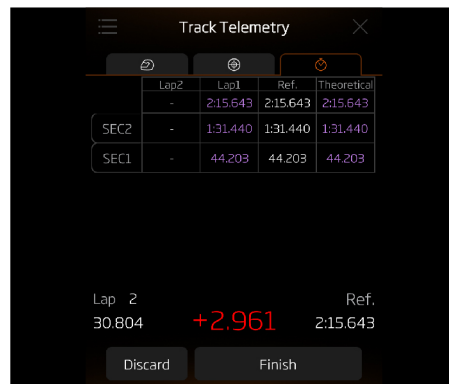 Track Telemetry
Lap2 Lap1 Ref. Theoretical
- 2:15.643 2:15.643 2:15.643
SEC2 - 1:31.440 1:31.440 1:31.440
SEC1 - 44.203 44.203 44.203
Lap 2 Ref.
30.804 +2.961 2:15.643
Discard Finish